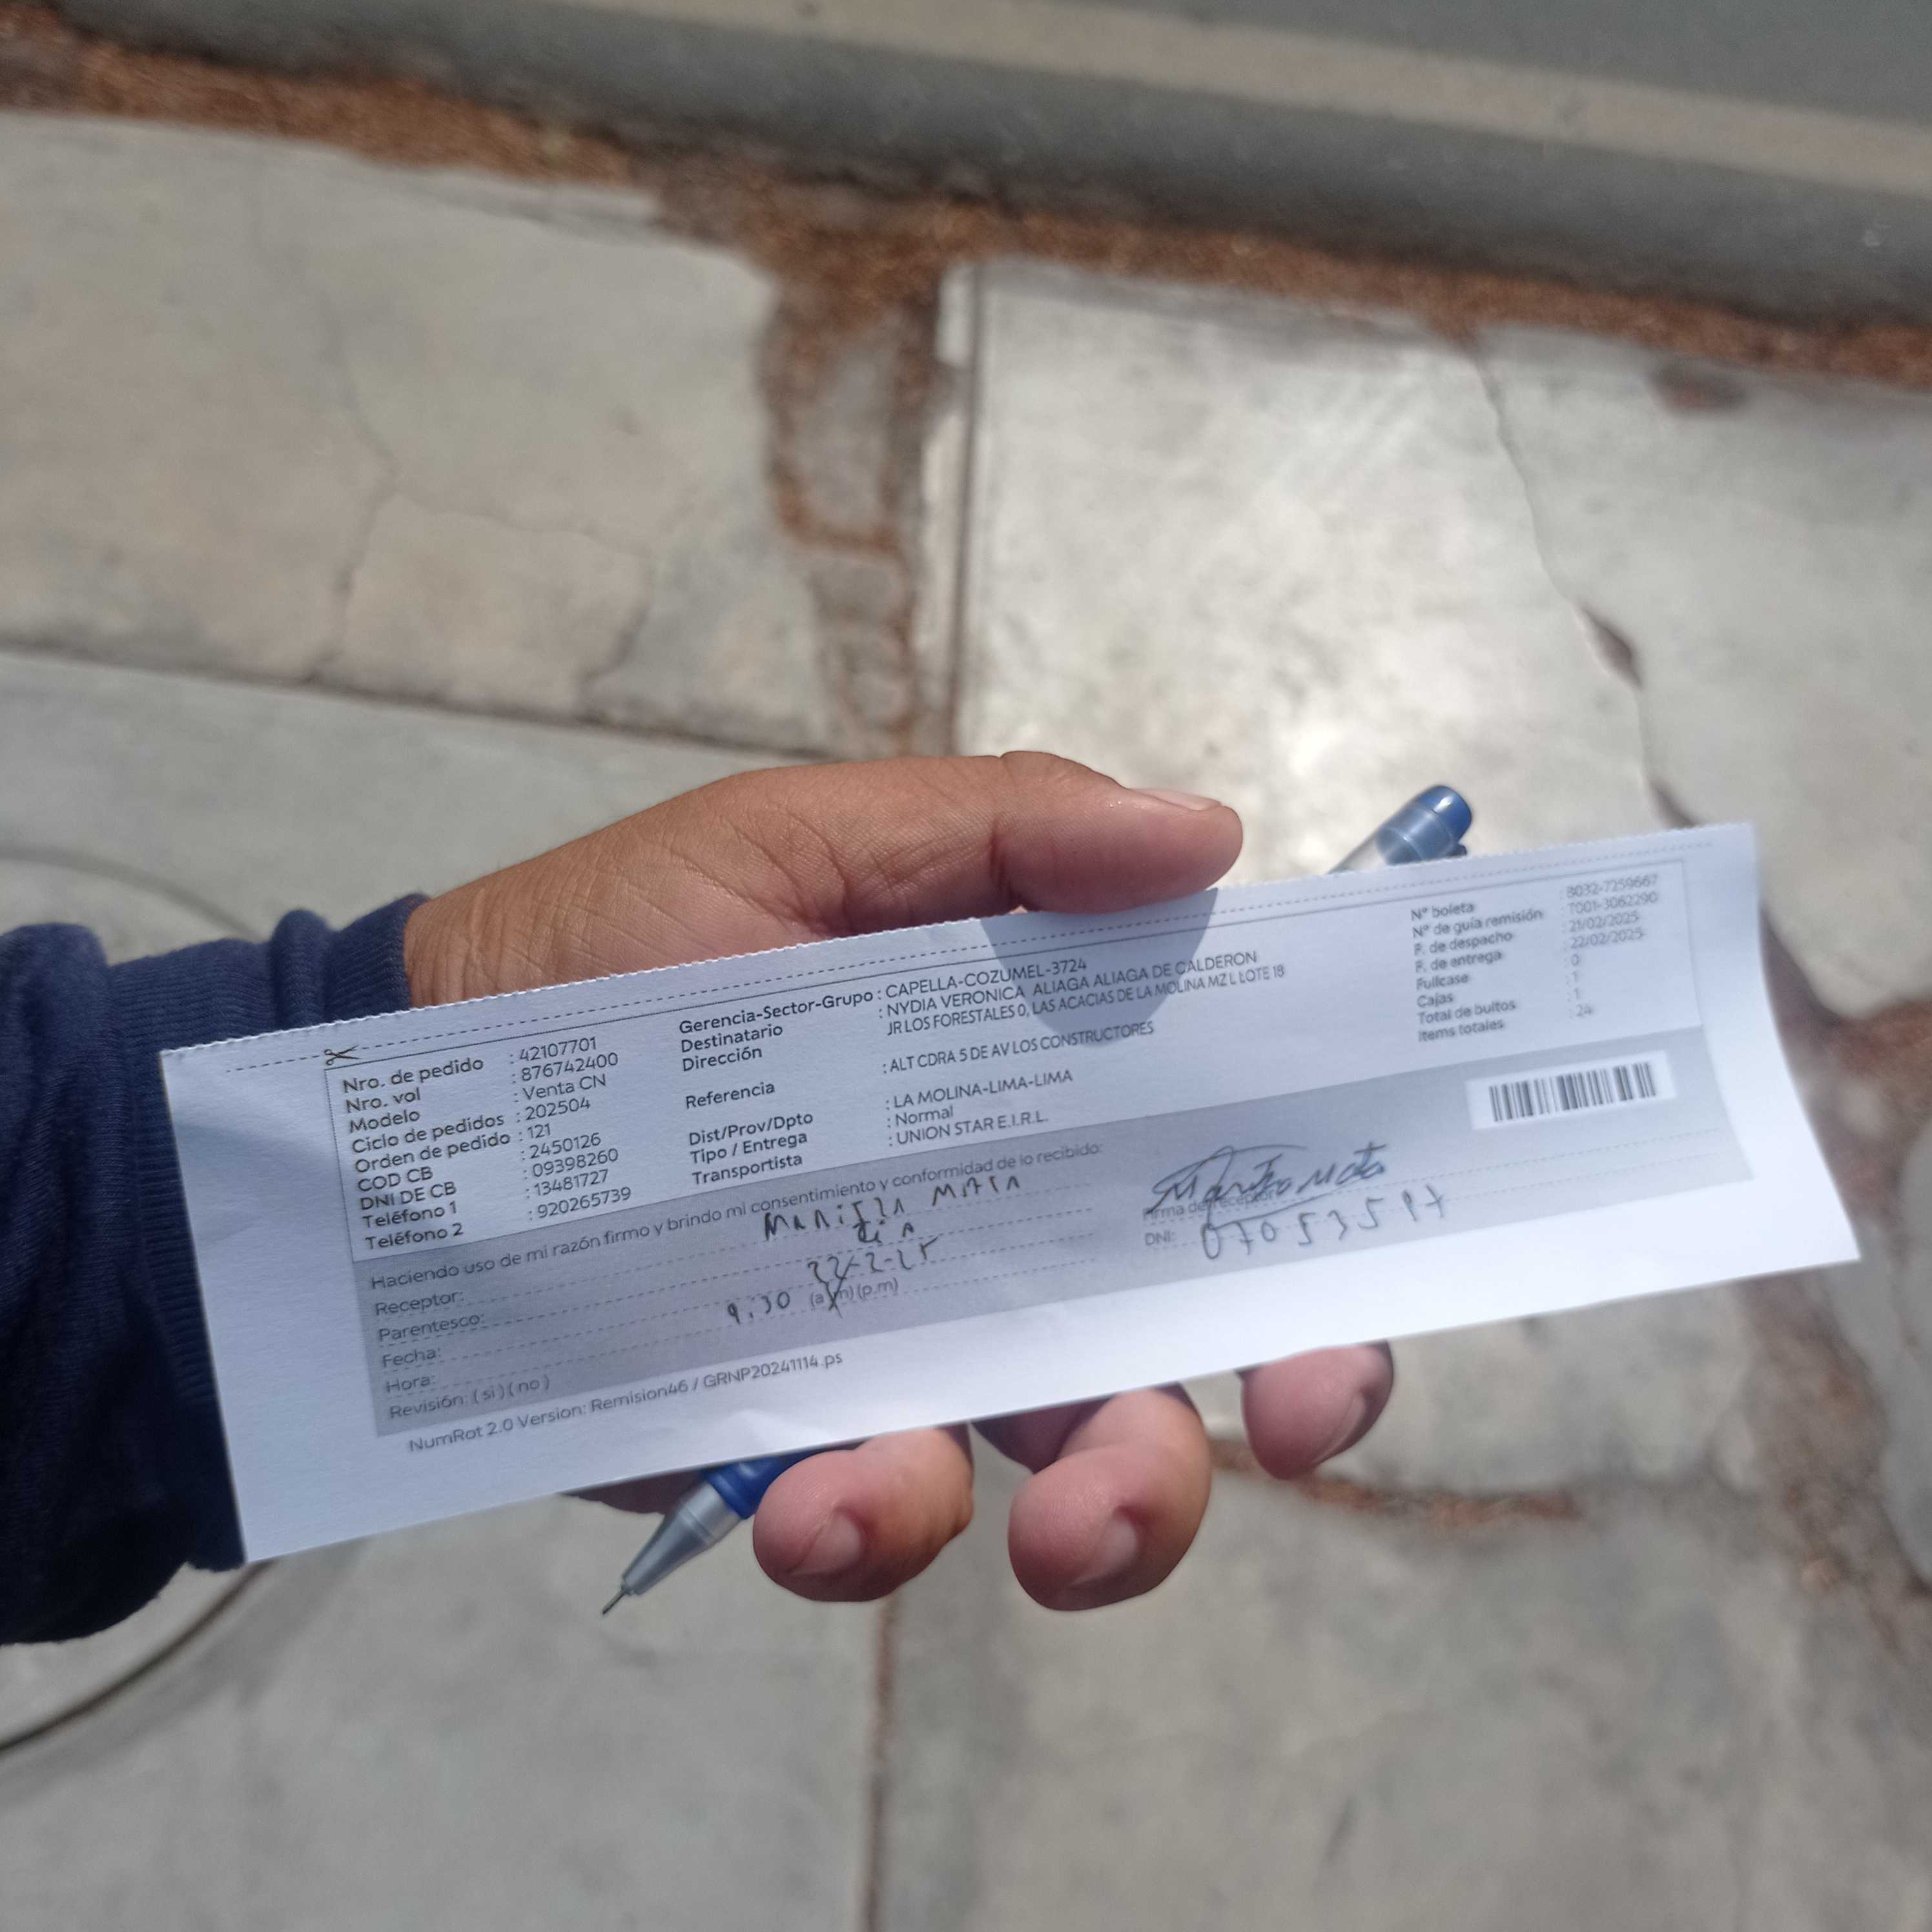 Nro. de pedido : 42107701
Nro. vol : 876742400
Modelo : Venta CN
Ciclo de pedidos : 202504
Orden de pedido : 121
COD CB : 2450126
DNI DE CB : 09398260
Teléfono 1 : 13481727
Teléfono 2 : 920265739
Gerencia-Sector-Grupo : CAPELLA-COZUMEL-3724
Destinatario : NYDIA VERONICA ALIAGA ALIAGA DE CALDERON
Dirección JR LOS FORESTALES 0, LAS ACACIAS DE LA MOLINA MZ L LOTE 18
Referencia : ALT CDRA 5 DE AV LOS CONSTRUCTORES
Dist/Prov/Dpto : LA MOLINA-LIMA-LIMA
Tipo / Entrega : Normal
Transportista : UNION STAR E.I.R.L.
N° boleta : B032-7259667
N° de guía remisión : T001-3062290
F. de despacho : 21/02/2025
F. de entrega : 22/02/2025
Fullcase : 0
Cajas : 1
Total de bultos : 1
Items totales : 24
Haciendo uso de mi razón firmo y brindo mi consentimiento y conformidad de lo recibido:
Receptor:
Parentesco:
Fecha: 22-2-25
Hora: 9:30 (a.m) (p.m)
Revisión: ( si ) ( no )
Firma del receptor
DNI: 07053597
NumRot 2.0 Version: Remision46 / GRNP20241114.ps